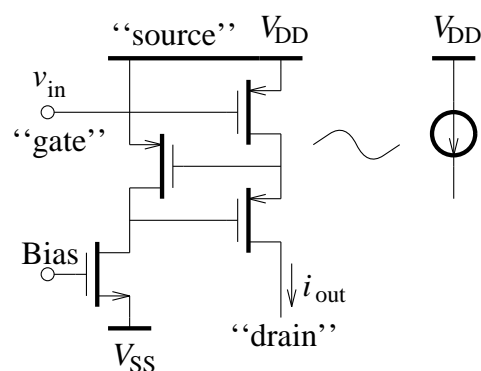 ‘‘source’’ V_DD V_DD
v_in
‘‘gate’’
Bias
i_out
‘‘drain’’
V_SS